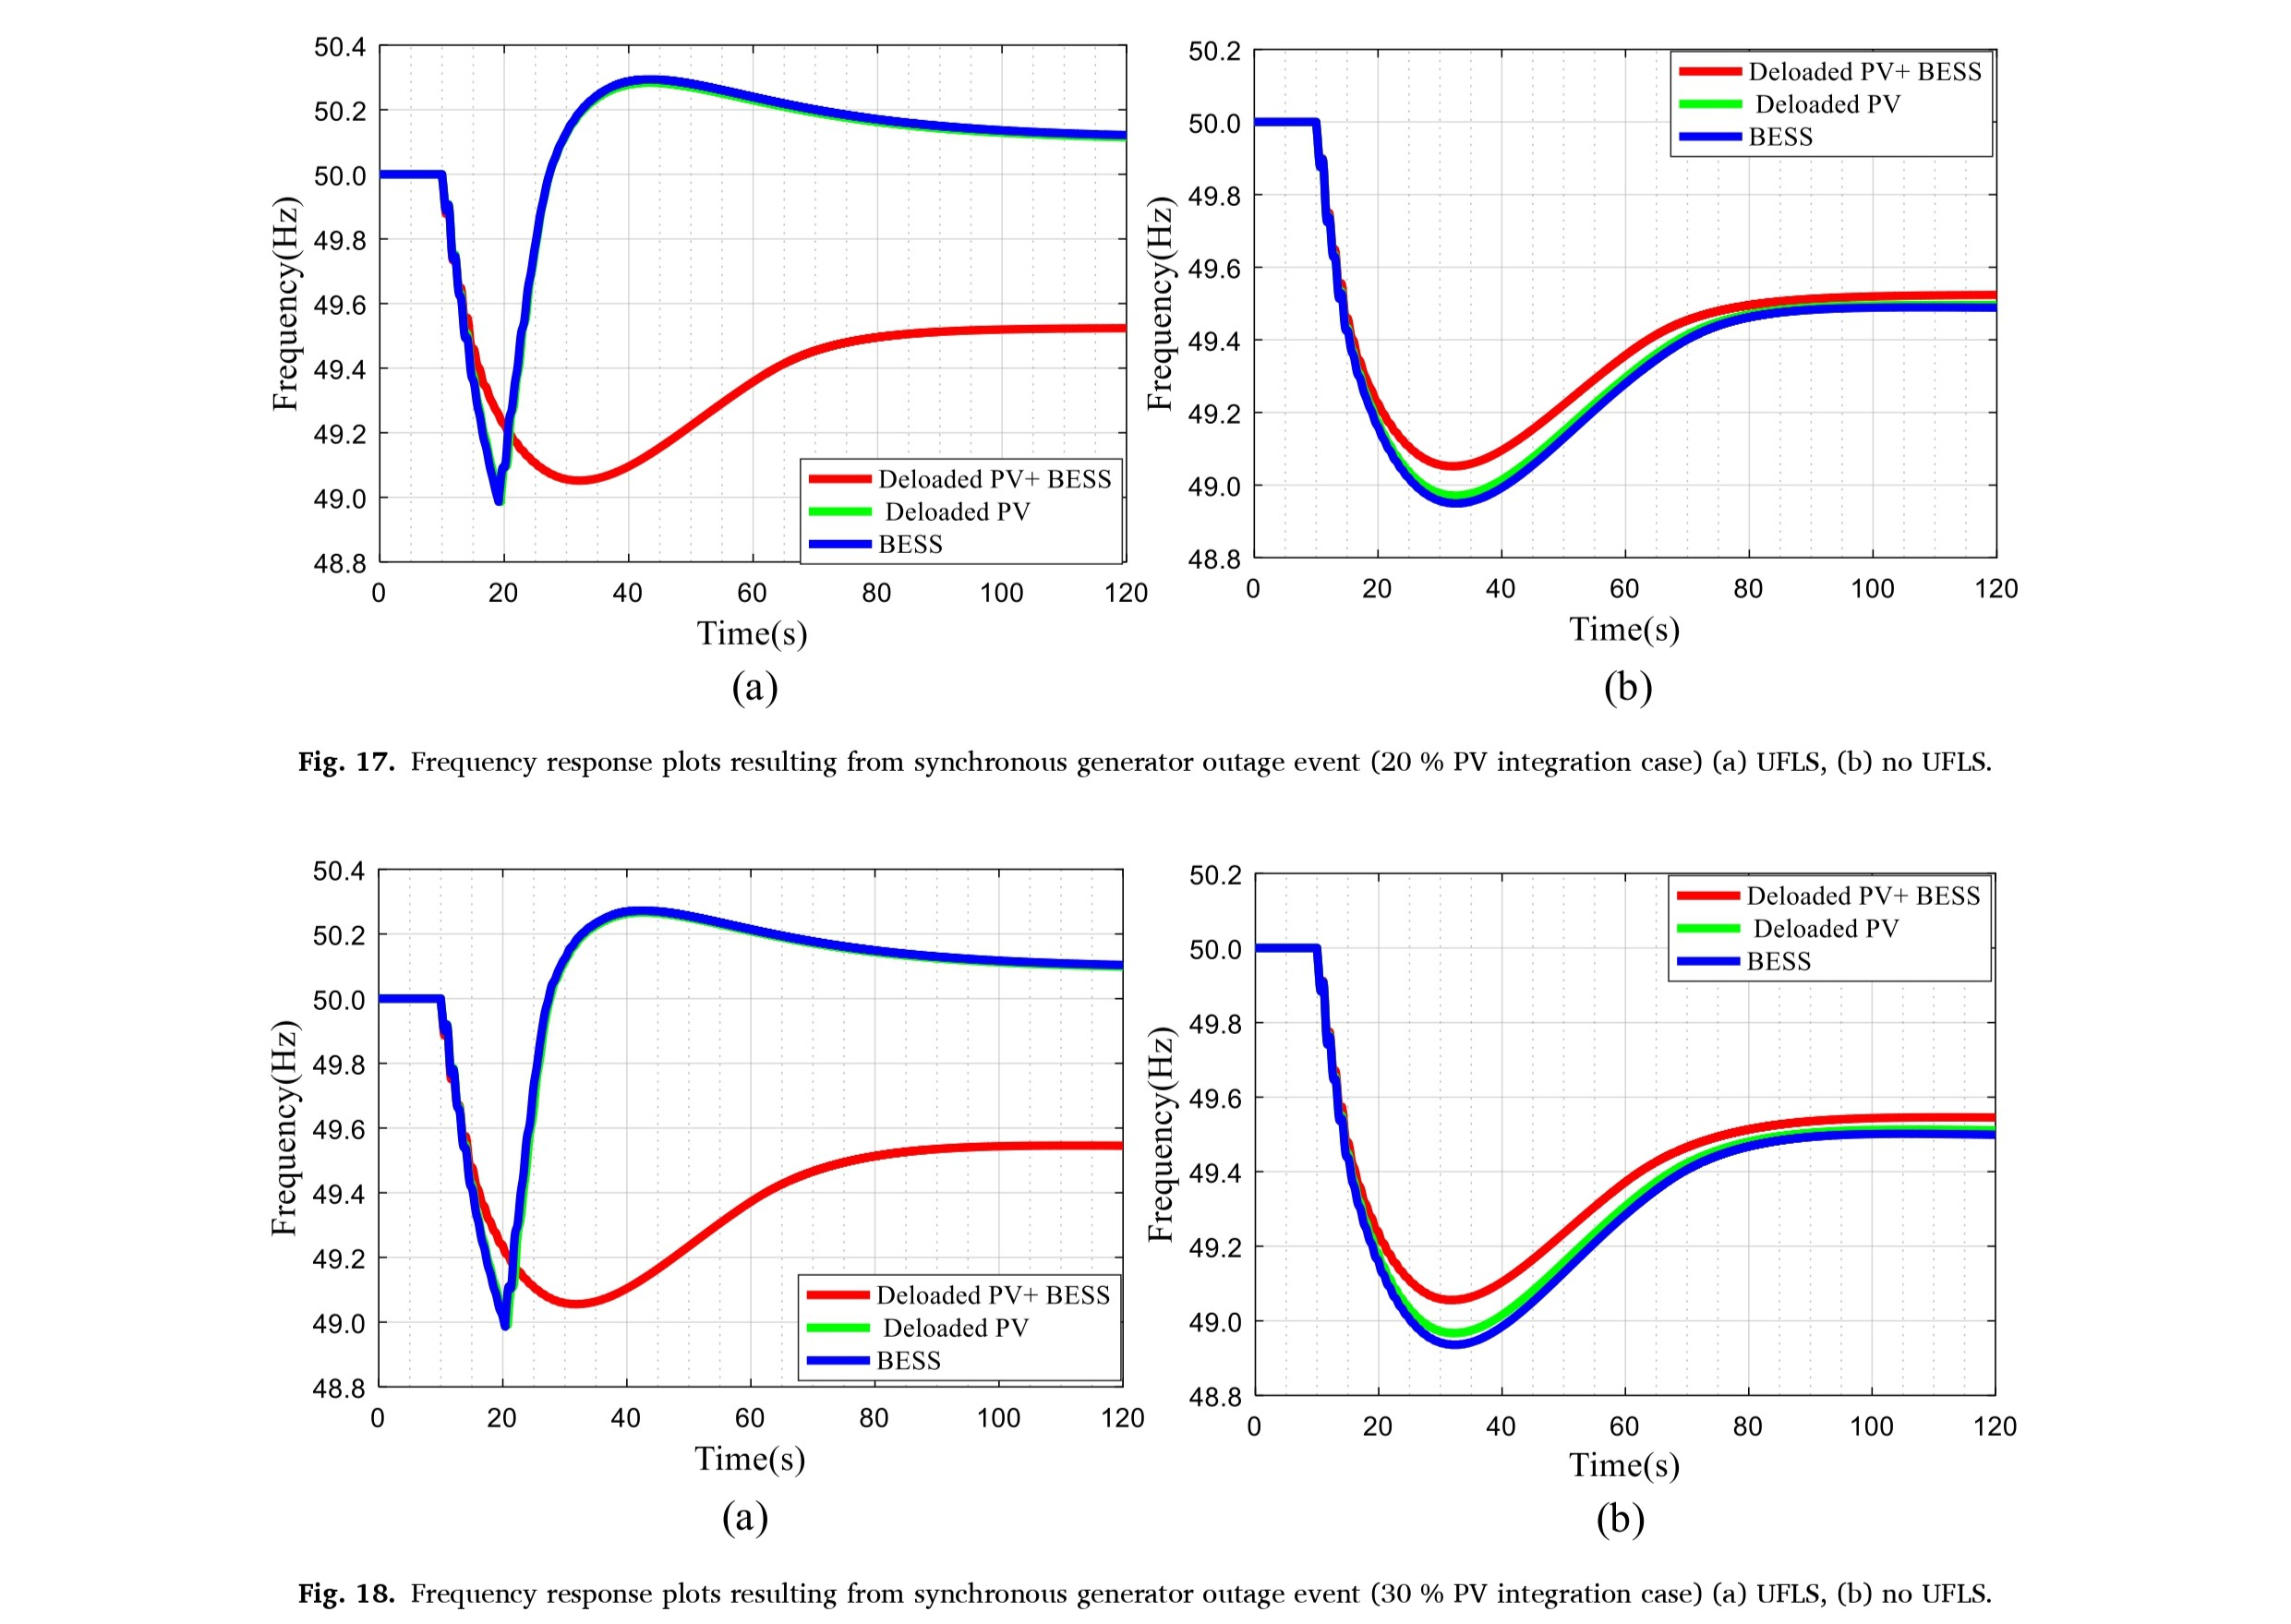 50.4
50.2
50.0
49.8
49.6
49.4
49.2
49.0
48.8
Frequency(Hz)
Deloaded PV+ BESS
Deloaded PV
BESS
0 20 40 60 80 100 120
Time(s)
(a)
50.2
50.0
49.8
49.6
49.4
49.2
49.0
48.8
Frequency(Hz)
Deloaded PV+ BESS
Deloaded PV
BESS
0 20 40 60 80 100 120
Time(s)
(b)
Fig. 17. Frequency response plots resulting from synchronous generator outage event (20 % PV integration case) (a) UFLS, (b) no UFLS.
50.4
50.2
50.0
49.8
49.6
49.4
49.2
49.0
48.8
Frequency(Hz)
Deloaded PV+ BESS
Deloaded PV
BESS
0 20 40 60 80 100 120
Time(s)
(a)
50.2
50.0
49.8
49.6
49.4
49.2
49.0
48.8
Frequency(Hz)
Deloaded PV+ BESS
Deloaded PV
BESS
0 20 40 60 80 100 120
Time(s)
(b)
Fig. 18. Frequency response plots resulting from synchronous generator outage event (30 % PV integration case) (a) UFLS, (b) no UFLS.